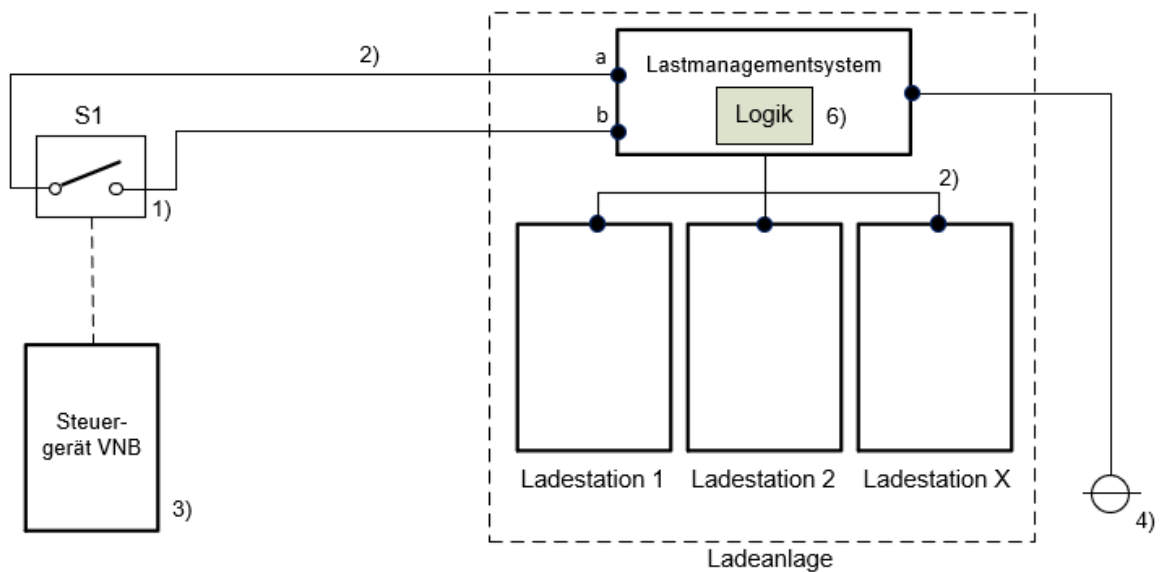 2)
a
Lastmanagementsystem
S1
Logik
6)
b
1)
2)
Steuer-
gerät VNB
3)
Ladestation 1
Ladestation 2
Ladestation X
4)
Ladeanlage